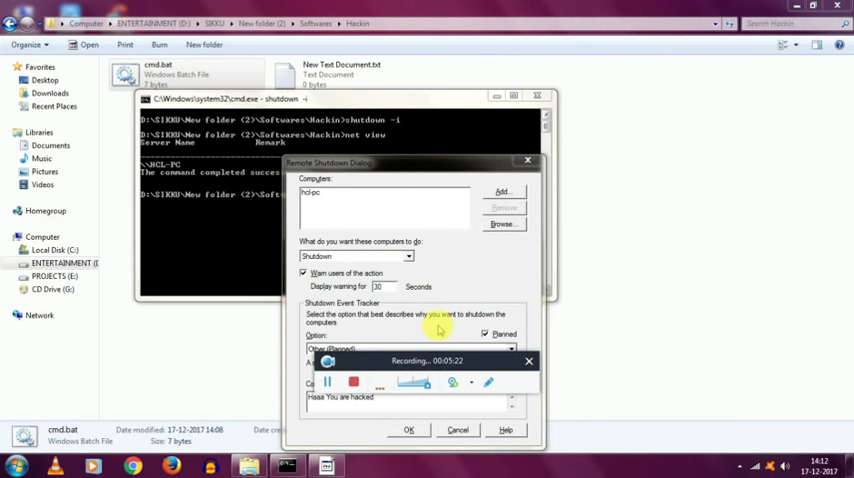 Computer ▸ ENTERTAINMENT (D:) ▸ SIKKU ▸ New folder (2) ▸ Softwares ▸ Hackin
Search Hackin
Organize
Open
Print
Burn
New folder
Favorites
Desktop
Downloads
Recent Places
Libraries
Documents
Music
Pictures
Videos
Homegroup
Computer
Local Disk (C:)
ENTERTAINMENT (D
PROJECTS (E:)
CD Drive (G:)
Network
cmd.bat
Windows Batch File
7 bytes
New Text Document.txt
Text Document
0 bytes
C:\Windows\system32\cmd.exe - shutdown -i
D:\SIKKU\New folder (2)\Softwares\Hackin>shutdown -i
D:\SIKKU\New folder (2)\Softwares\Hackin>net view
Server Name Remark
\\HCL-PC
The command completed succes
D:\SIKKU\New folder (2)\Soft
Remote Shutdown Dialog
Computers:
hcl-pc
Add...
Remove
Browse...
What do you want these computers to do:
Shutdown
Warn users of the action
Display warning for 30 Seconds
Shutdown Event Tracker
Select the option that best describes why you want to shutdown the
computers
Option:
Planned
Other (Planned)
Recording... 00:05:22
Haaa You are hacked
OK
Cancel
Help
cmd.bat
Windows Batch File
Date modified: 17-12-2017 14:08
Size: 7 bytes
Date cre
14:12
17-12-2017